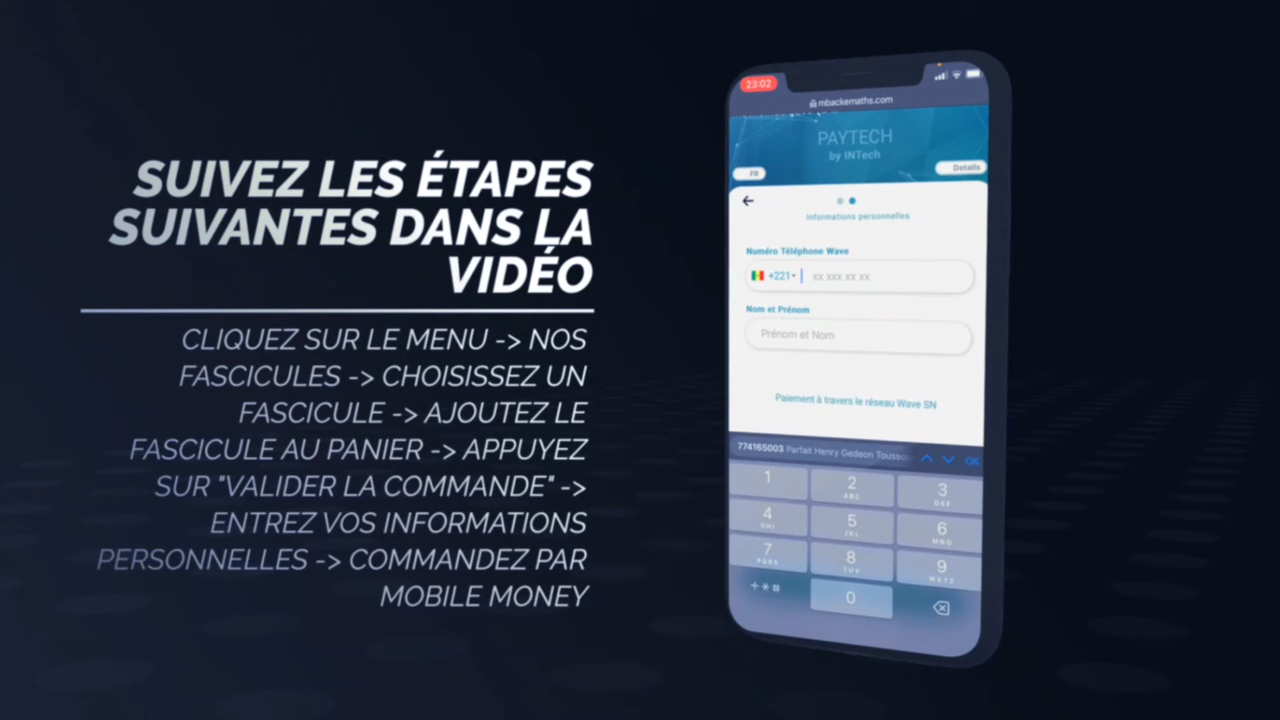 SUIVEZ LES ÉTAPES
SUIVANTES DANS LA
VIDÉO
CLIQUEZ SUR LE MENU -> NOS
FASCICULES -> CHOISISSEZ UN
FASCICULE -> AJOUTEZ LE
FASCICULE AU PANIER -> APPUYEZ
SUR "VALIDER LA COMMANDE" ->
ENTREZ VOS INFORMATIONS
PERSONNELLES -> COMMANDEZ PAR
MOBILE MONEY
23:02
mbackemaths.com
PAYTECH
by INTech
FR
Details
Informations personnelles
Numéro Téléphone Wave
+221
xx xxx xx xx
Nom et Prénom
Prénom et Nom
Paiement à travers le réseau Wave SN
774165003 Parfait Henry Gedeon Toussou
OK
1
2
ABC
3
DEF
4
GHI
5
JKL
6
MNO
7
PQRS
8
TUV
9
WXYZ
+*#
0